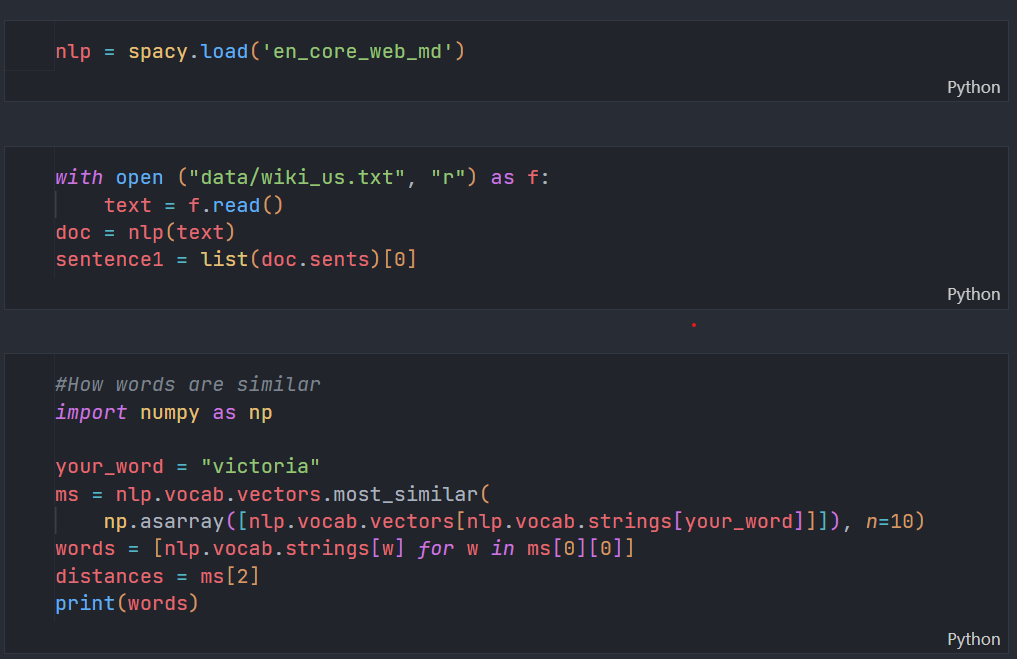 nlp = spacy.load('en_core_web_md')
Python
with open ("data/wiki_us.txt", "r") as f:
    text = f.read()
doc = nlp(text)
sentence1 = list(doc.sents)[0]
Python
#How words are similar
import numpy as np
your_word = "victoria"
ms = nlp.vocab.vectors.most_similar(
    np.asarray([nlp.vocab.vectors[nlp.vocab.strings[your_word]]]), n=10)
words = [nlp.vocab.strings[w] for w in ms[0][0]]
distances = ms[2]
print(words)
Python